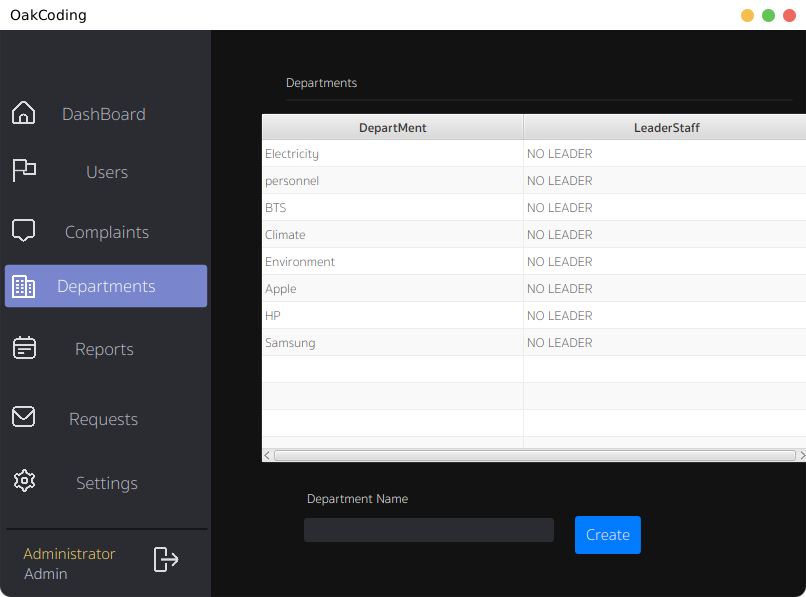 OakCoding
DashBoard
Users
Complaints
Departments
Reports
Requests
Settings
Administrator
Admin
Departments
DepartMent LeaderStaff
Electricity NO LEADER
personnel NO LEADER
BTS NO LEADER
Climate NO LEADER
Environment NO LEADER
Apple NO LEADER
HP NO LEADER
Samsung NO LEADER
Department Name
Create